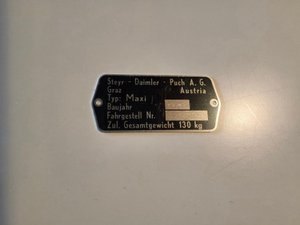 Steyr - Daimler - Puch A. G.
Graz Austria
Typ: Maxi
Baujahr
Fahrgestell Nr.
Zul. Gesamtgewicht 130 kg